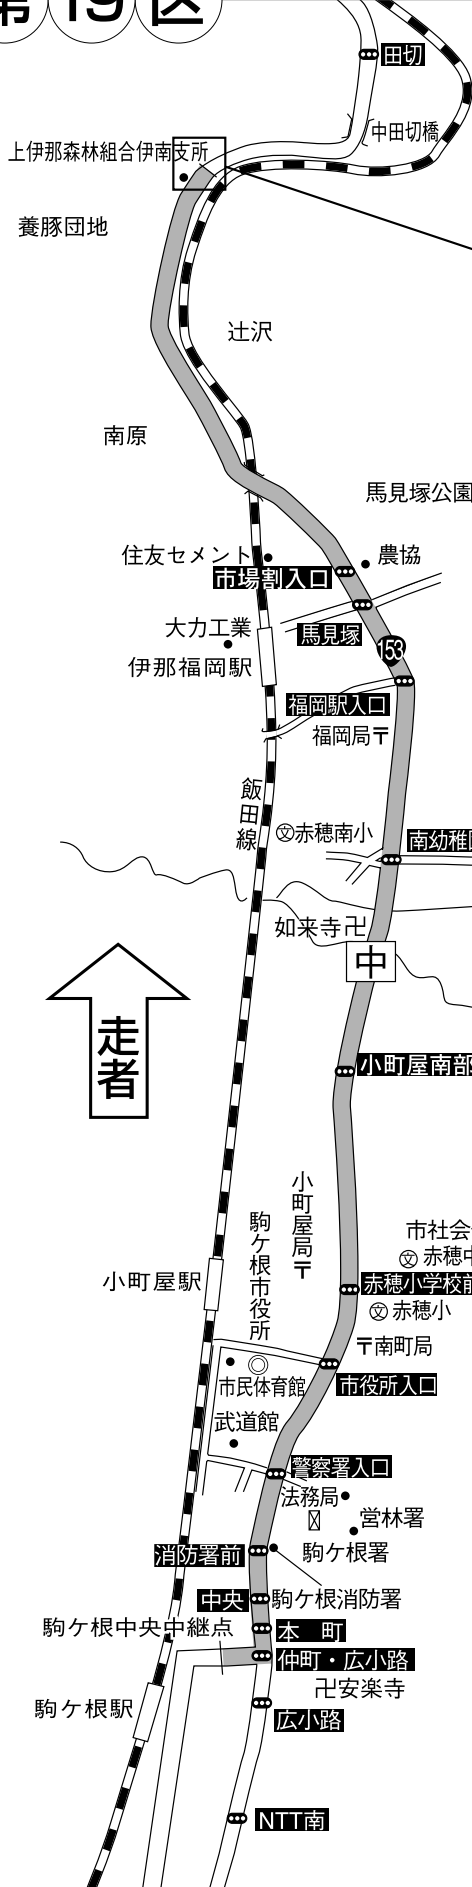 第19区
田切
中田切橋
上伊那森林組合伊南支所
養豚団地
辻沢
南原
馬見塚公園
住友セメント
農協
市場割入口
大力工業
馬見塚
153
伊那福岡駅
福岡駅入口
福岡局〒
飯田線
文赤穂南小
南幼稚園
如来寺卍
中
走者
小町屋南部
小町屋局〒
駒ケ根市役所
市社会
文 赤穂中
小町屋駅
赤穂小学校前
文 赤穂小
〒南町局
市民体育館
市役所入口
武道館
警察署入口
法務局
営林署
消防署前
駒ケ根署
中央
駒ケ根消防署
駒ケ根中央中継点
本　町
仲町・広小路
卍安楽寺
駒ケ根駅
広小路
NTT南